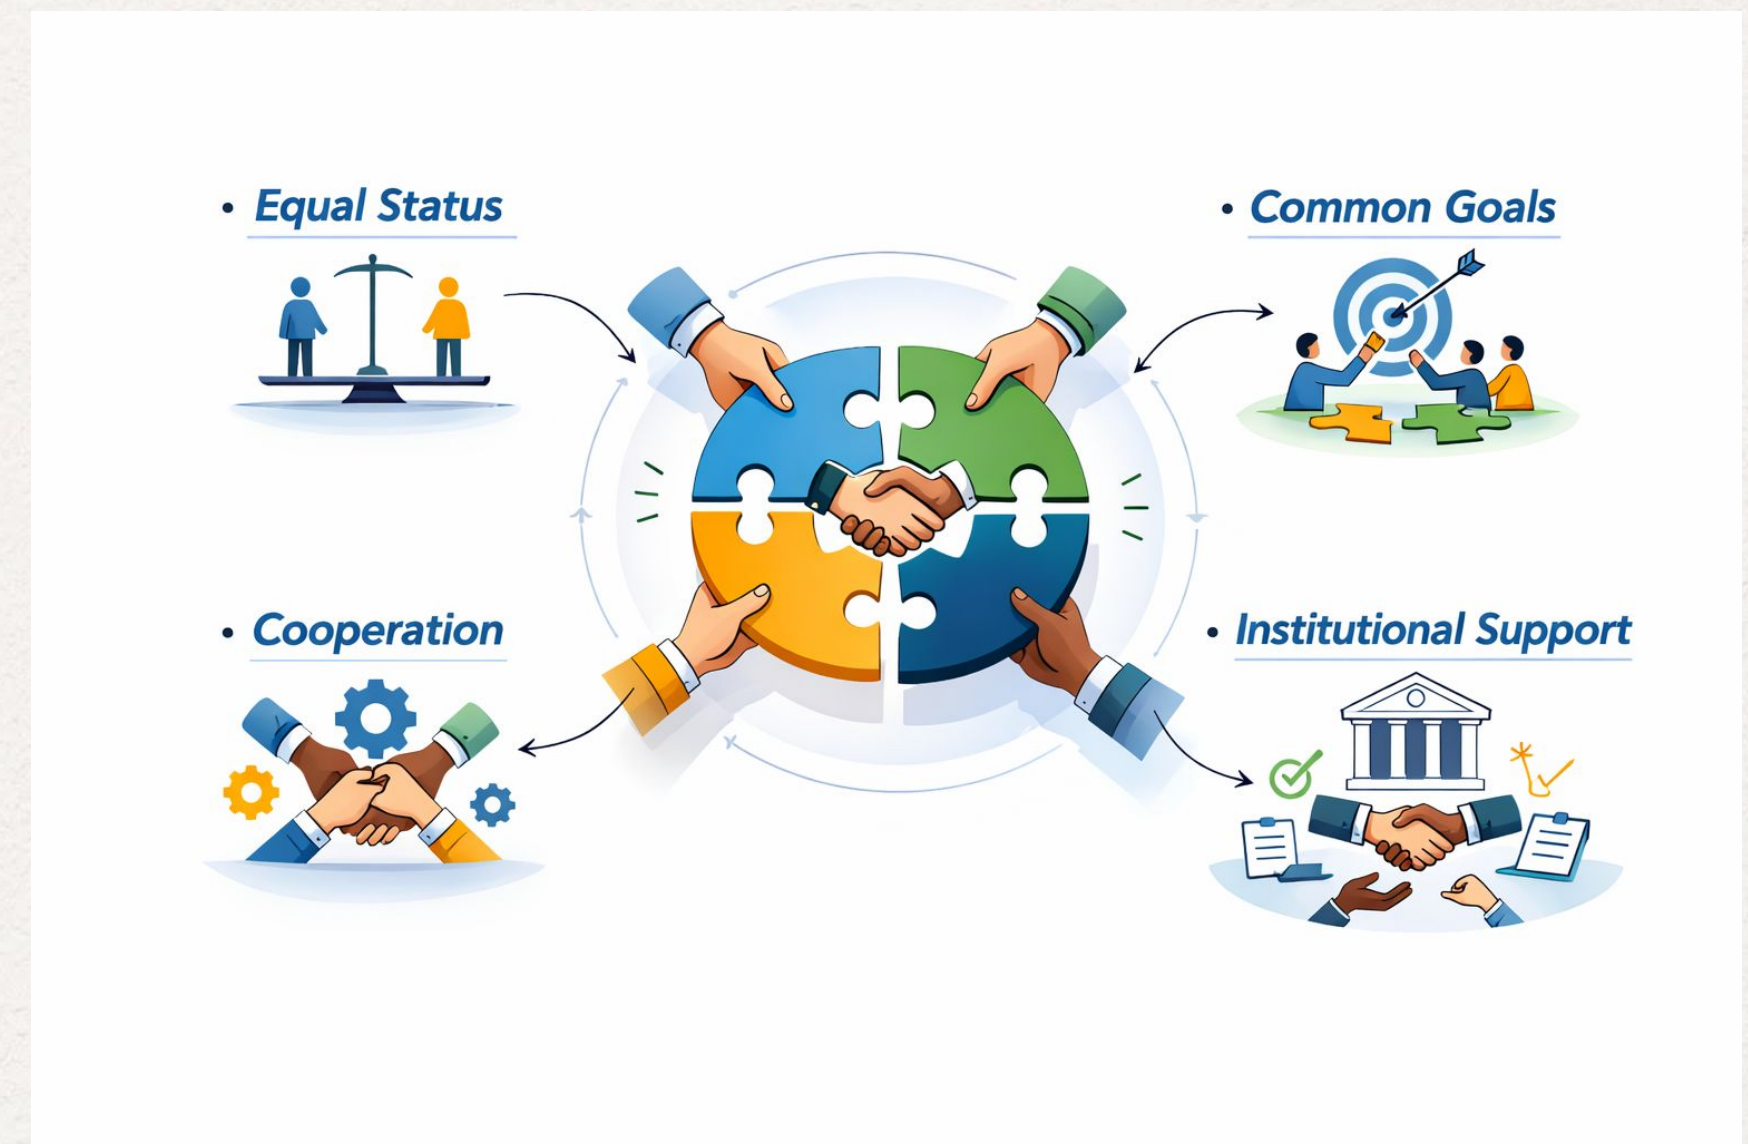 • Equal Status
• Common Goals
• Cooperation
• Institutional Support